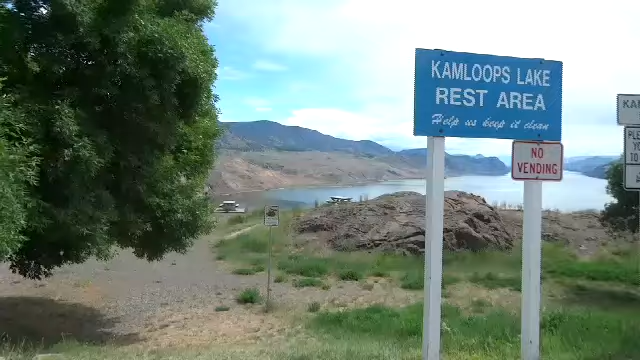 KAMLOOPS LAKE
REST AREA
Help us keep it clean
NO
VENDING